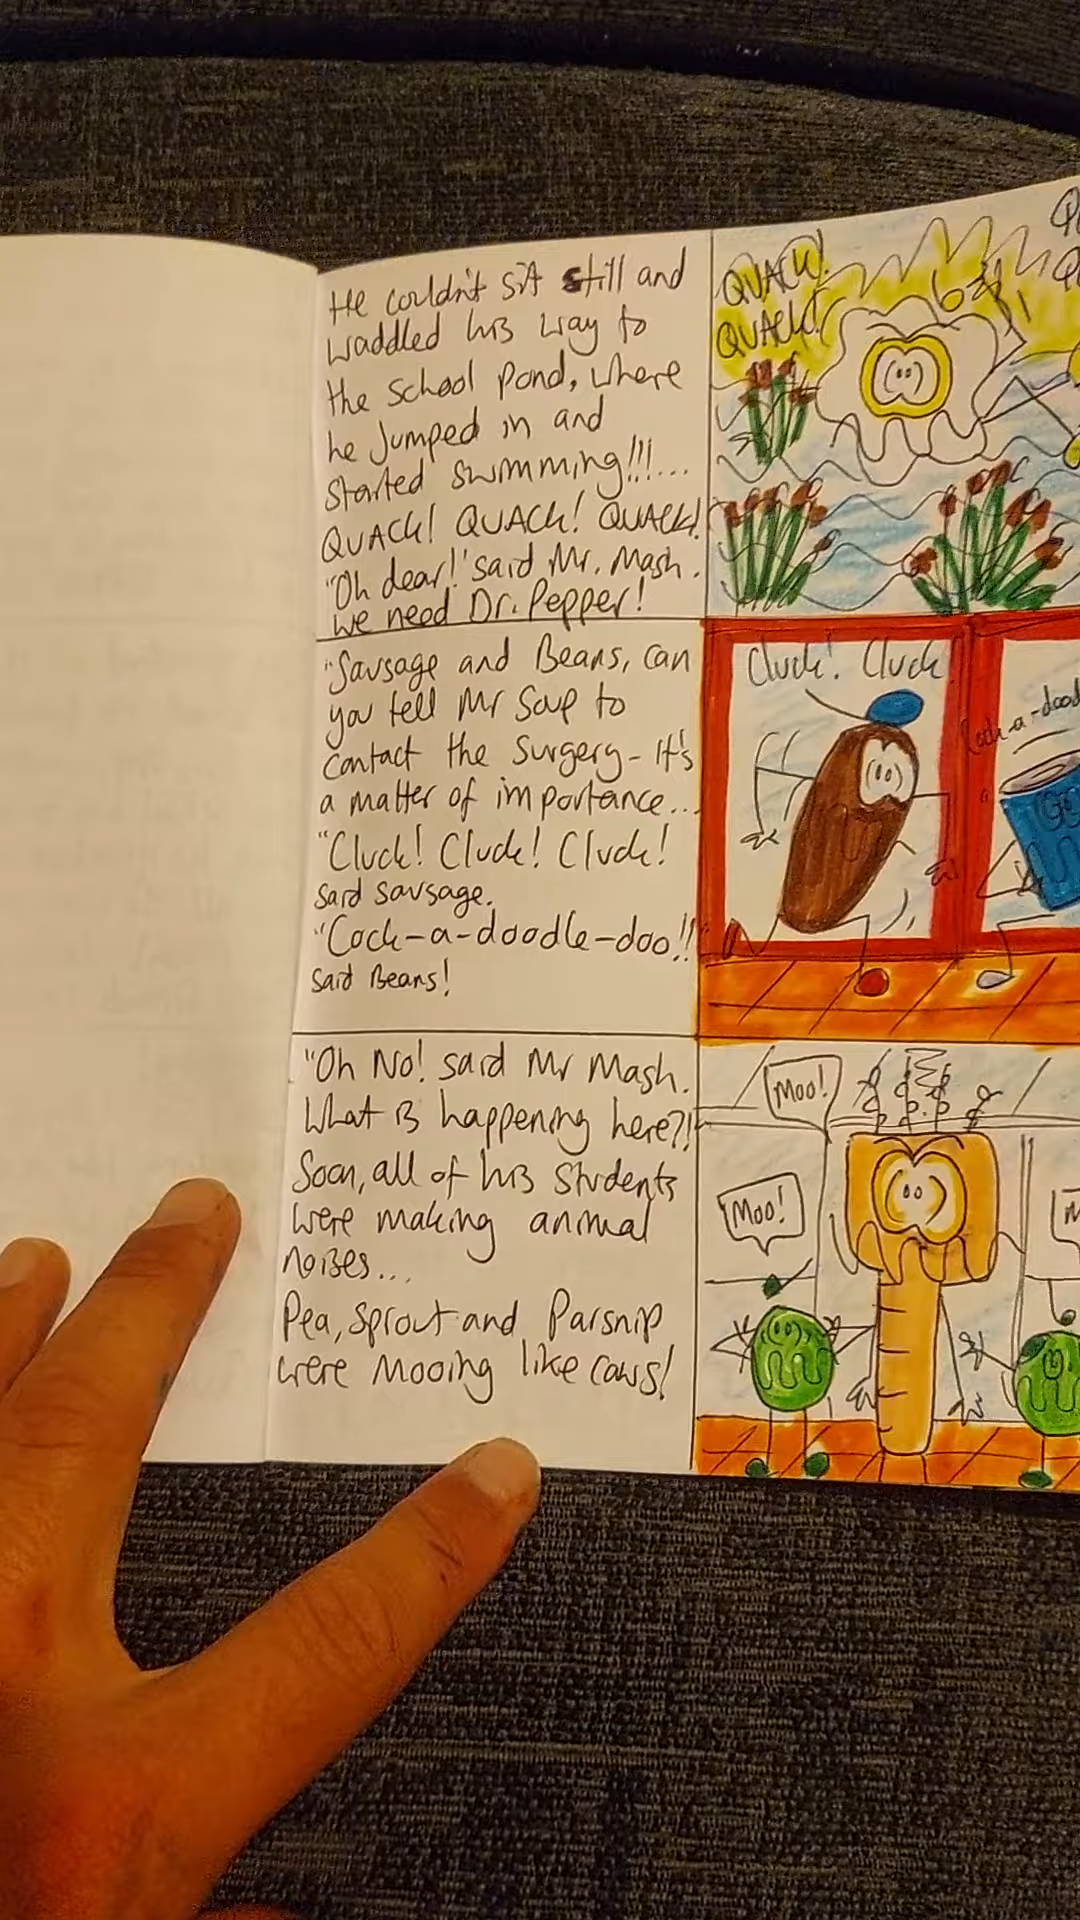 He couldn't sit still and
waddled his way to
the school pond, where
he Jumped in and
started swimming!!!...
QUACK! QUACK! QUACK!
"Oh dear!" said Mr. Mash.
we need Dr. Pepper!
"Sausage and Beans, can
you tell Mr Soup to
contact the surgery - It's
a matter of importance...
"Cluck! Cluck! Cluck!
said sausage.
"Cock-a-doodle-doo!!"
said Beans!
"Oh No! said Mr Mash.
What is happening here?!
Soon, all of his students
were making animal
noises...
Pea, sprout and Parsnip
were mooing like cows!
QUACK!
QUACK!
Cluck! Cluck!
Cock-a-dood
Moo!
Moo!